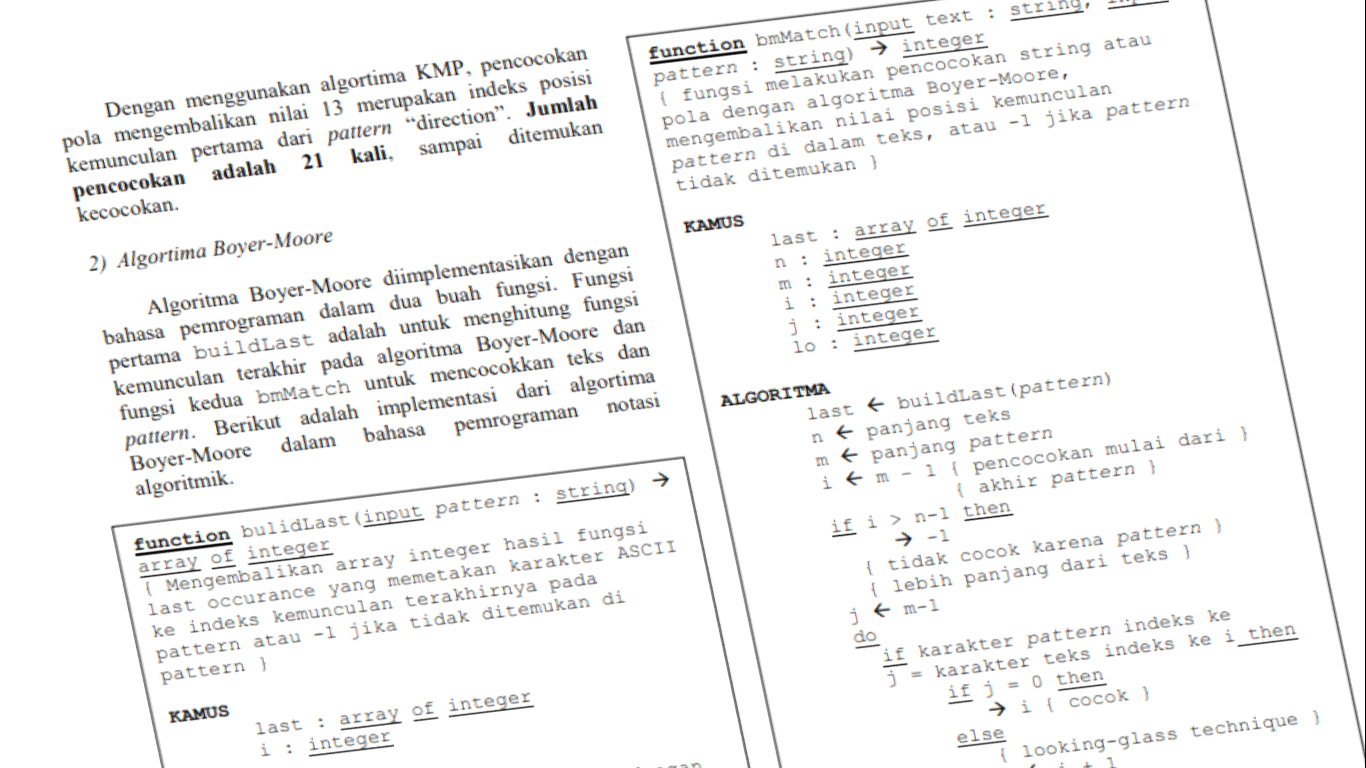 Dengan menggunakan algortima KMP, pencocokan
pola mengembalikan nilai 13 merupakan indeks posisi
kemunculan pertama dari pattern “direction”. Jumlah
pencocokan adalah 21 kali, sampai ditemukan
kecocokan.
2) Algortima Boyer-Moore
Algoritma Boyer-Moore diimplementasikan dengan
bahasa pemrograman dalam dua buah fungsi. Fungsi
pertama buildLast adalah untuk menghitung fungsi
kemunculan terakhir pada algoritma Boyer-Moore dan
fungsi kedua bmMatch untuk mencocokkan teks dan
pattern. Berikut adalah implementasi dari algortima
Boyer-Moore dalam bahasa pemrograman notasi
algoritmik.
function bulidLast(input pattern : string) →
array of integer
{ Mengembalikan array integer hasil fungsi
last occurance yang memetakan karakter ASCII
ke indeks kemunculan terakhirnya pada
pattern atau -1 jika tidak ditemukan di
pattern }
KAMUS
last : array of integer
i : integer
function bmMatch(input text : string,
pattern : string) → integer
{ fungsi melakukan pencocokan string atau
pola dengan algoritma Boyer-Moore,
mengembalikan nilai posisi kemunculan
pattern di dalam teks, atau -1 jika pattern
tidak ditemukan }
KAMUS
last : array of integer
n : integer
m : integer
i : integer
j : integer
lo : integer
ALGORITMA
last ← buildLast(pattern)
n ← panjang teks
m ← panjang pattern
i ← m - 1 { pencocokan mulai dari }
{ akhir pattern }
if i > n-1 then
→ -1
{ tidak cocok karena pattern }
{ lebih panjang dari teks }
j ← m-1
do
if karakter pattern indeks ke
j = karakter teks indeks ke i then
if j = 0 then
→ i { cocok }
else
{ looking-glass technique }